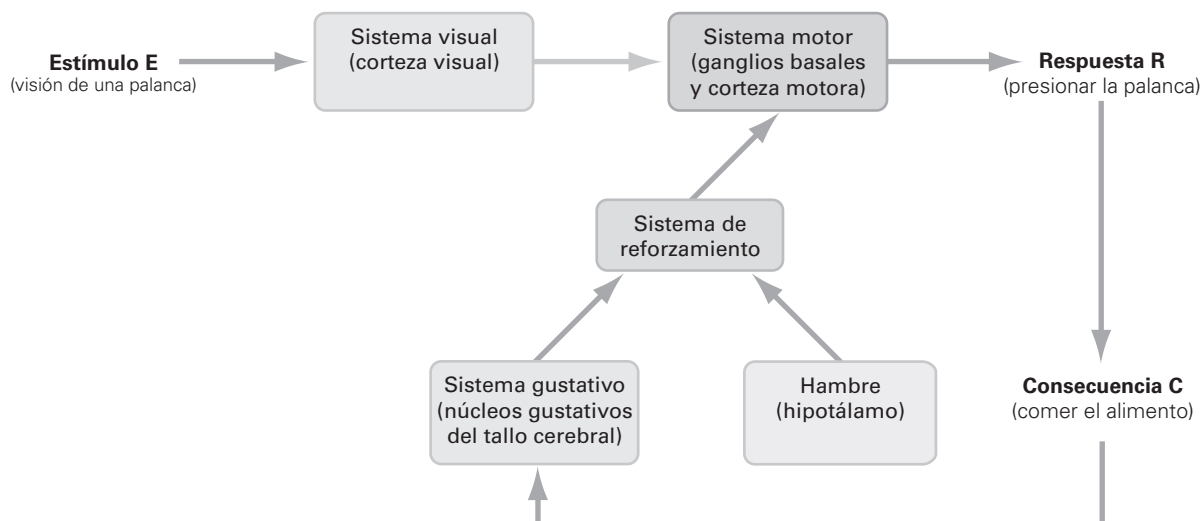 Estímulo E
(visión de una palanca)
Sistema visual
(corteza visual)
Sistema motor
(ganglios basales
y corteza motora)
Respuesta R
(presionar la palanca)
Sistema de
reforzamiento
Sistema gustativo
(núcleos gustativos
del tallo cerebral)
Hambre
(hipotálamo)
Consecuencia C
(comer el alimento)